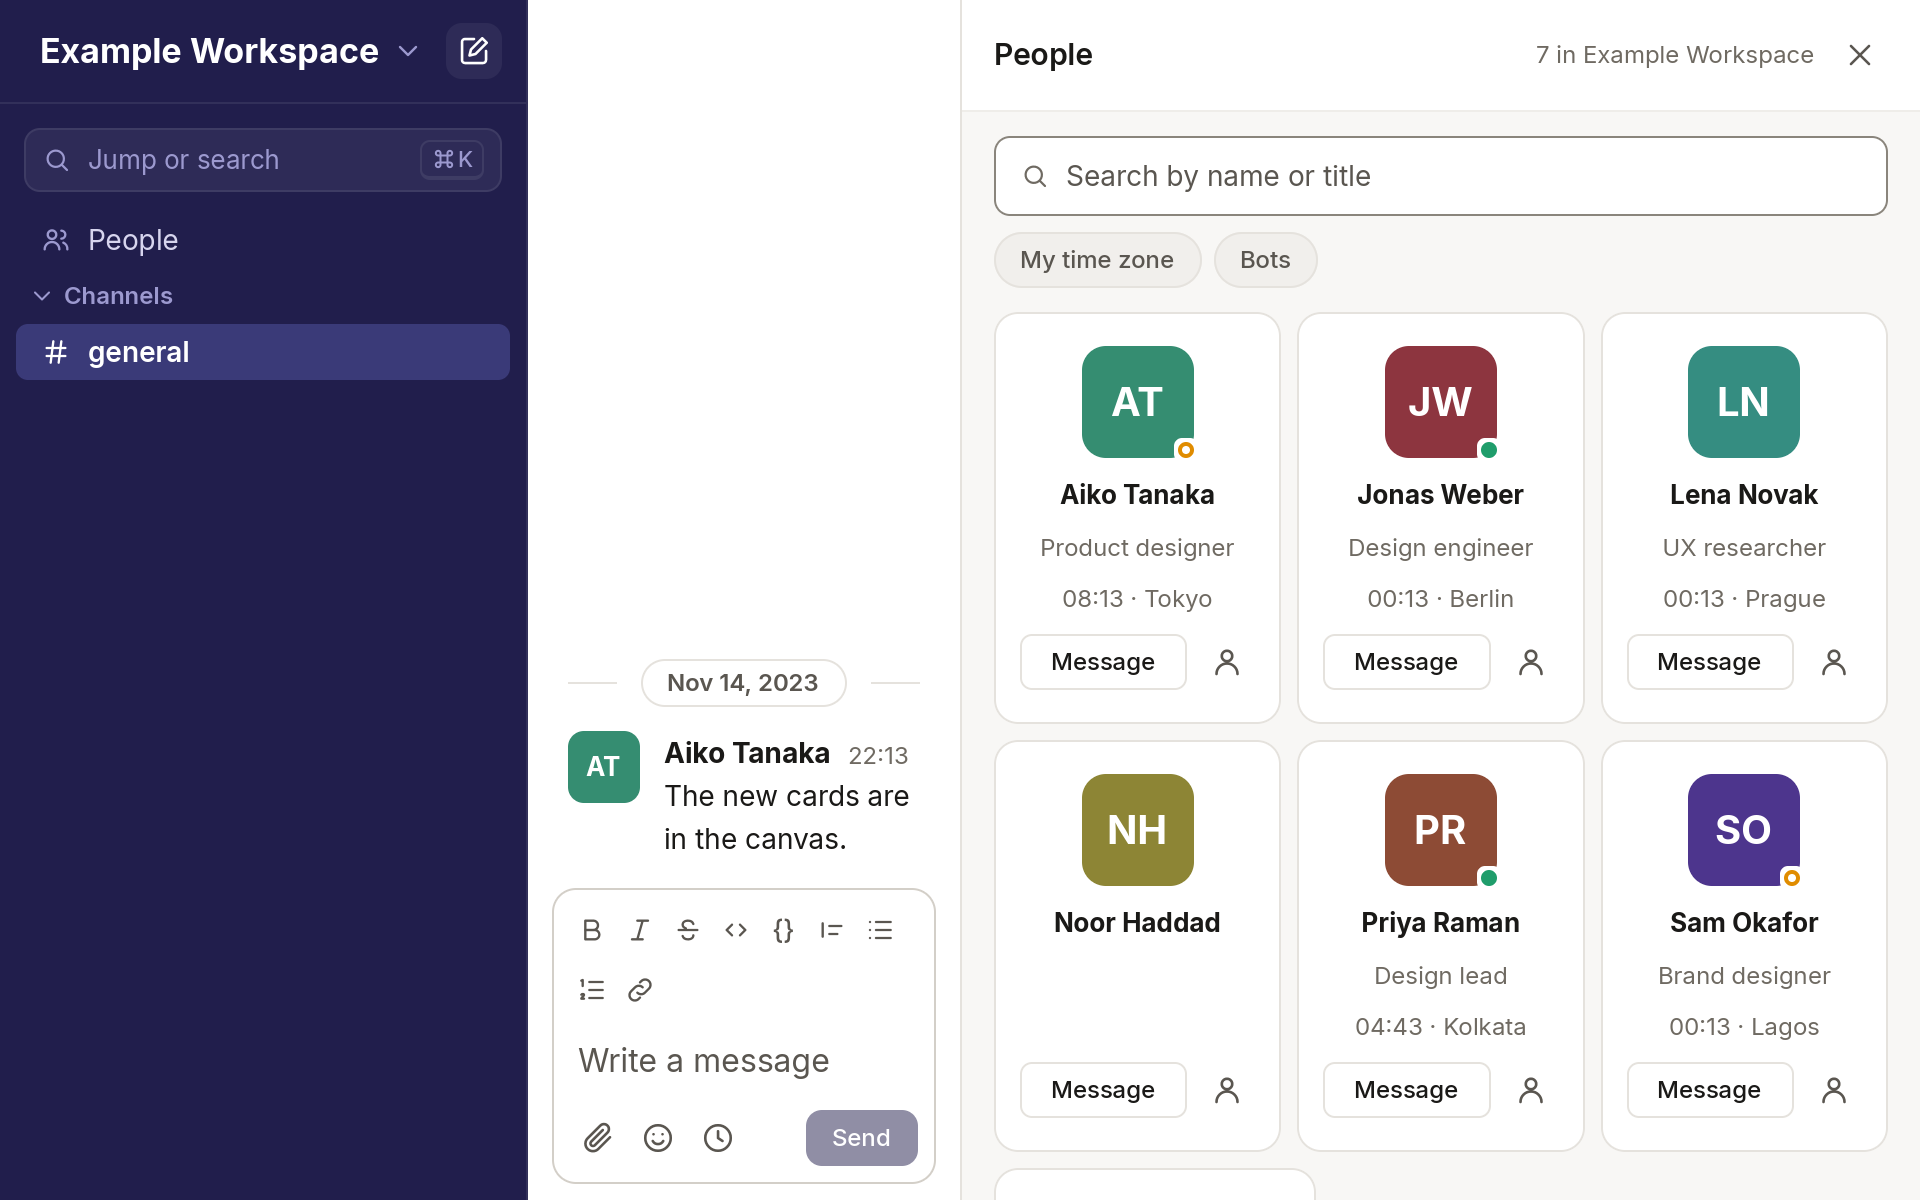 Example Workspace
Jump or search
⌘K
People
Channels
general
Nov 14, 2023
AT
Aiko Tanaka 22:13
The new cards are
in the canvas.
Write a message
Send
People
7 in Example Workspace
Search by name or title
My time zone
Bots
AT
Aiko Tanaka
Product designer
08:13 · Tokyo
Message
JW
Jonas Weber
Design engineer
00:13 · Berlin
Message
LN
Lena Novak
UX researcher
00:13 · Prague
Message
NH
Noor Haddad
Message
PR
Priya Raman
Design lead
04:43 · Kolkata
Message
SO
Sam Okafor
Brand designer
00:13 · Lagos
Message